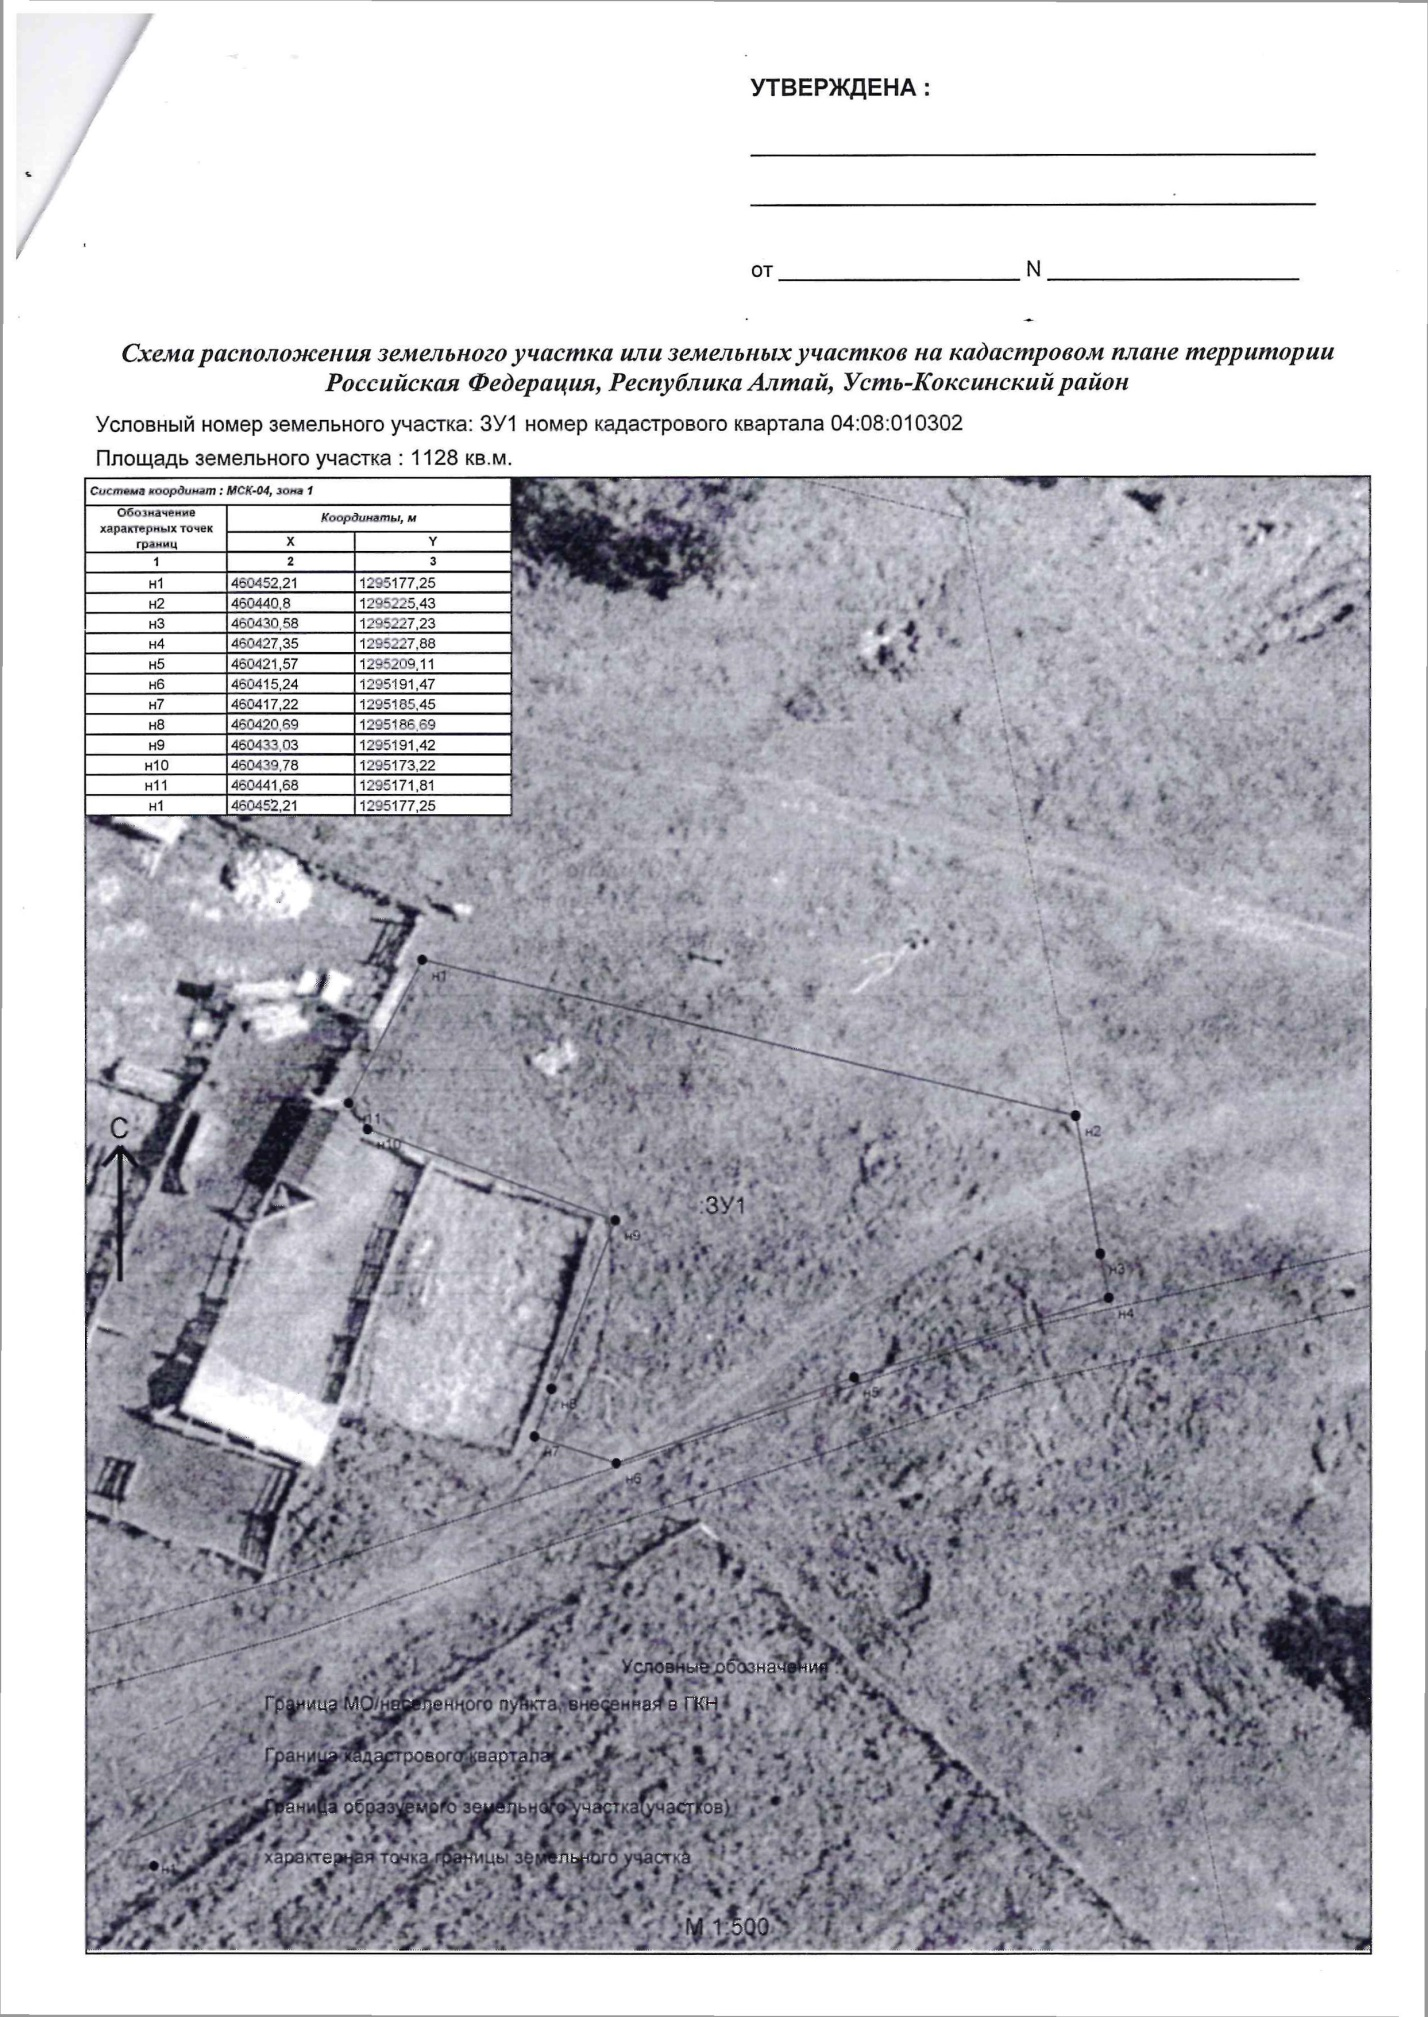 УТВЕРЖДЕНА :
от N
Схема расположения земельного участка или земельных участков на кадастровом плане территории
Российская Федерация, Республика Алтай, Усть-Коксинский район
Условный номер земельного участка: ЗУ1 номер кадастрового квартала 04:08:010302
Площадь земельного участка : 1128 кв.м.
Система координат : МСК-04, зона 1
Обозначение характерных точек границ Координаты, м
X Y
1 2 3
н1 460452,21 1295177,25
н2 460440,8 1295225,43
н3 460430,58 1295227,23
н4 460427,35 1295227,88
н5 460421,57 1295209,11
н6 460415,24 1295191,47
н7 460417,22 1295185,45
н8 460420,69 1295186,69
н9 460433,03 1295191,42
н10 460439,78 1295173,22
н11 460441,68 1295171,81
н1 460452,21 1295177,25
н1
С
н11
н2
н10
:ЗУ1
н9
н3
н4
н5
н8
н7
н6
Условные обозначения :
Граница МО/населенного пункта, внесенная в ГКН
Граница кадастрового квартала
Граница образуемого земельного участка(участков)
н1 характерная точка границы земельного участка
М 1:500